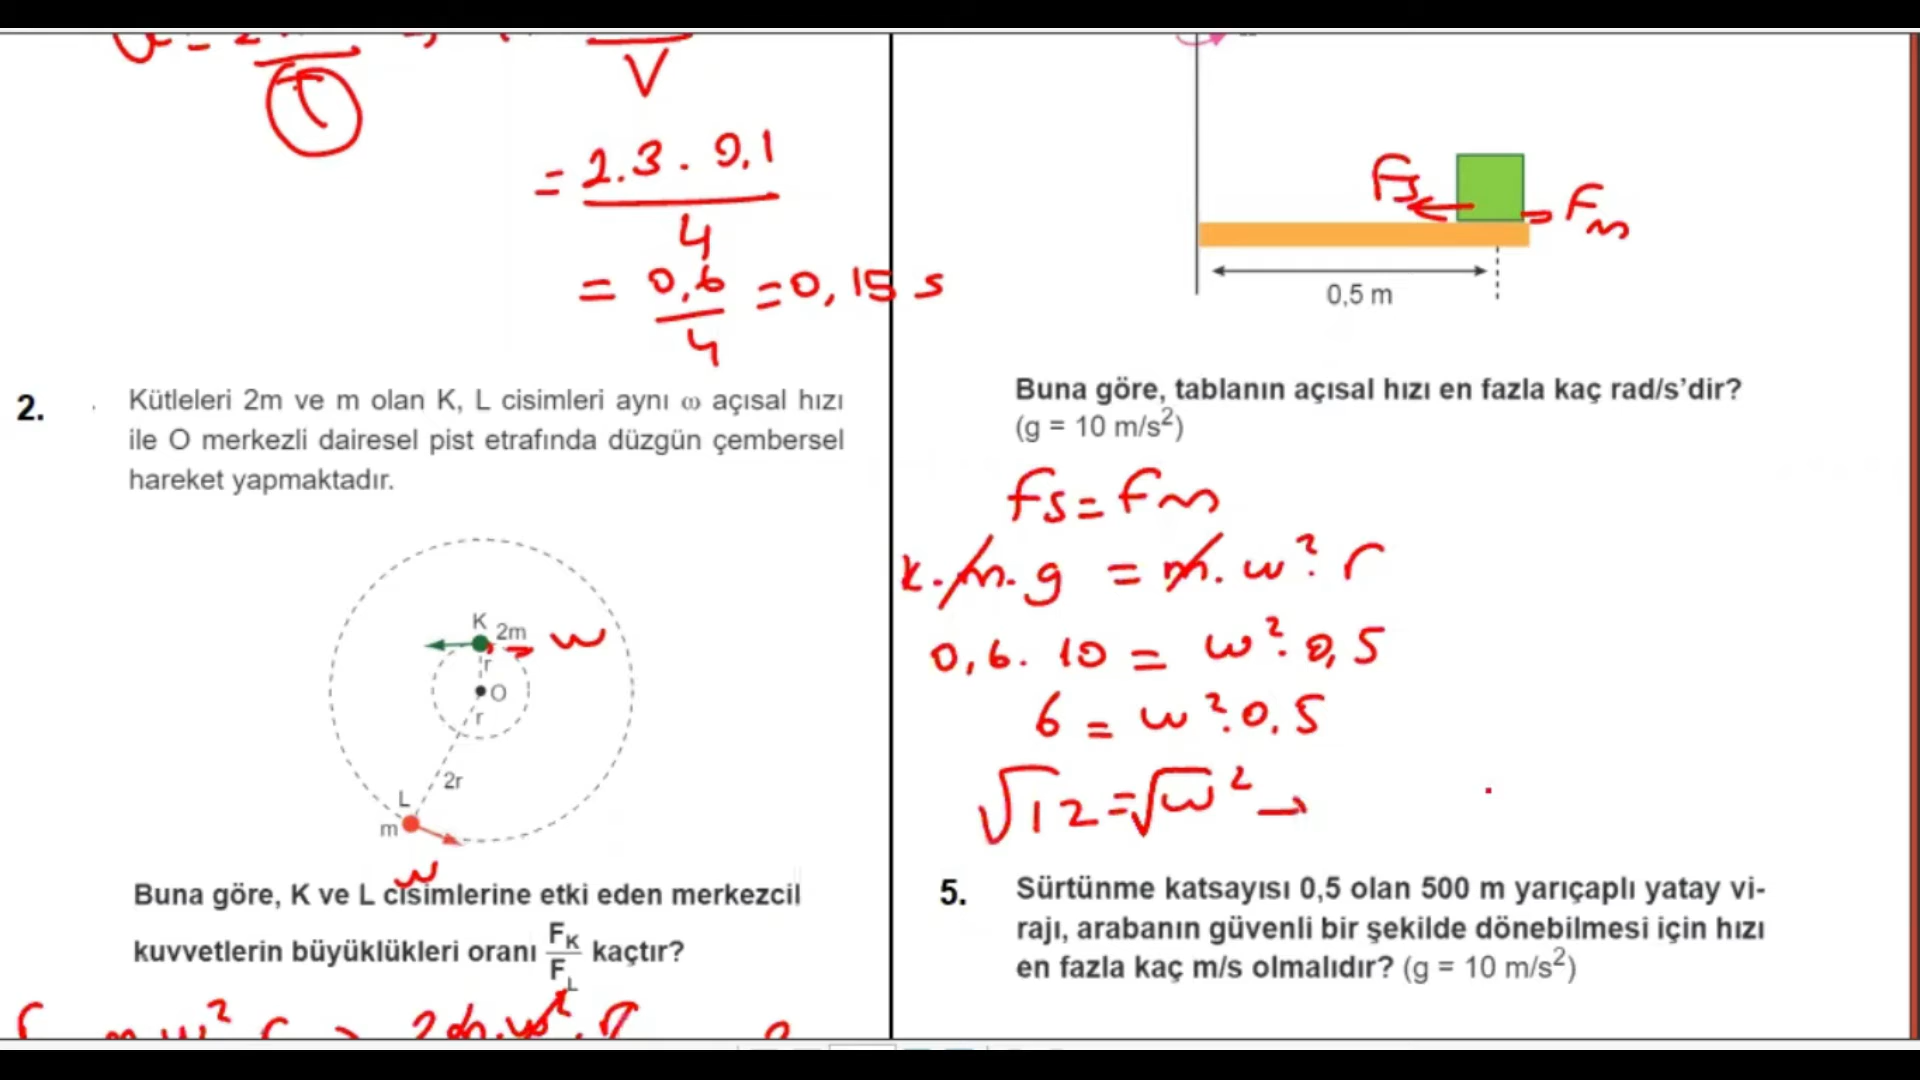 V
= 2.3.0,1
4
= 0,6 = 0,15 s
4
2.
Kütleleri 2m ve m olan K, L cisimleri aynı ω açısal hızı
ile O merkezli dairesel pist etrafında düzgün çembersel
hareket yapmaktadır.
K
2m
w
r
O
r
2r
L
m
w
Buna göre, K ve L cisimlerine etki eden merkezcil
kuvvetlerin büyüklükleri oranı FK/FL kaçtır?
Fs
Fm
0,5 m
Buna göre, tablanın açısal hızı en fazla kaç rad/s'dir?
(g = 10 m/s²)
Fs = Fm
k.m.g = m.w².r
0,6.10 = w².0,5
6 = w².0,5
√12 = √w² →
5.
Sürtünme katsayısı 0,5 olan 500 m yarıçaplı yatay vi-
rajı, arabanın güvenli bir şekilde dönebilmesi için hızı
en fazla kaç m/s olmalıdır? (g = 10 m/s²)